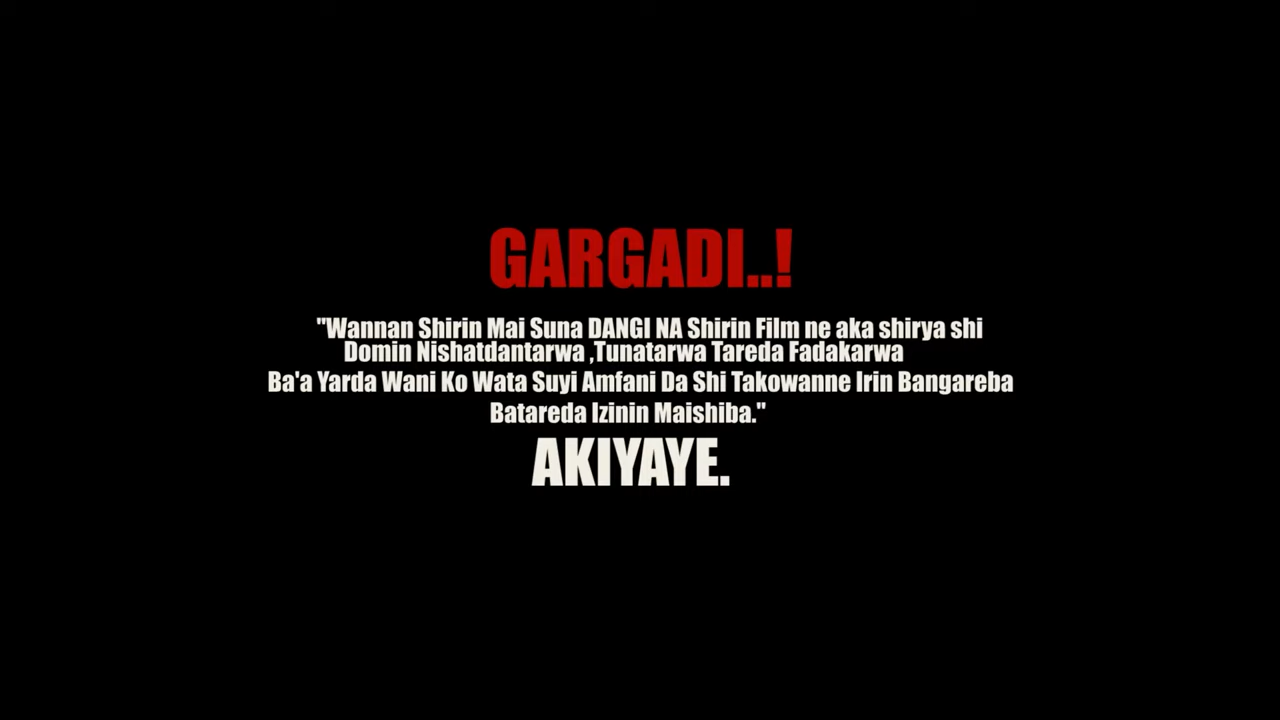 GARGADI..!
"Wannan Shirin Mai Suna DANGI NA Shirin Film ne aka shirya shi
Domin Nishatdantarwa ,Tunatarwa Tareda Fadakarwa
Ba'a Yarda Wani Ko Wata Suyi Amfani Da Shi Takowanne Irin Bangareba
Batareda Izinin Maishiba."
AKIYAYE.